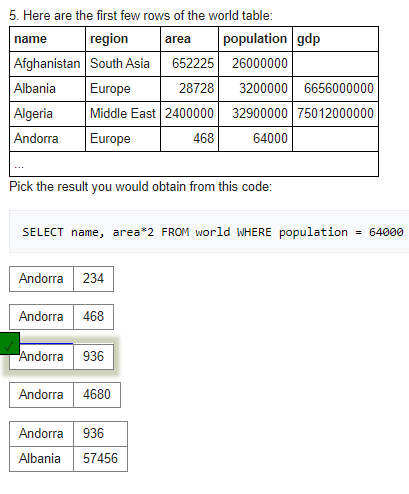 5. Here are the first few rows of the world table:
name region area population gdp
Afghanistan South Asia 652225 26000000
Albania Europe 28728 3200000 6656000000
Algeria Middle East 2400000 32900000 75012000000
Andorra Europe 468 64000
...
Pick the result you would obtain from this code:
SELECT name, area*2 FROM world WHERE population = 64000
Andorra 234
Andorra 468
Andorra 936
Andorra 4680
Andorra 936
Albania 57456